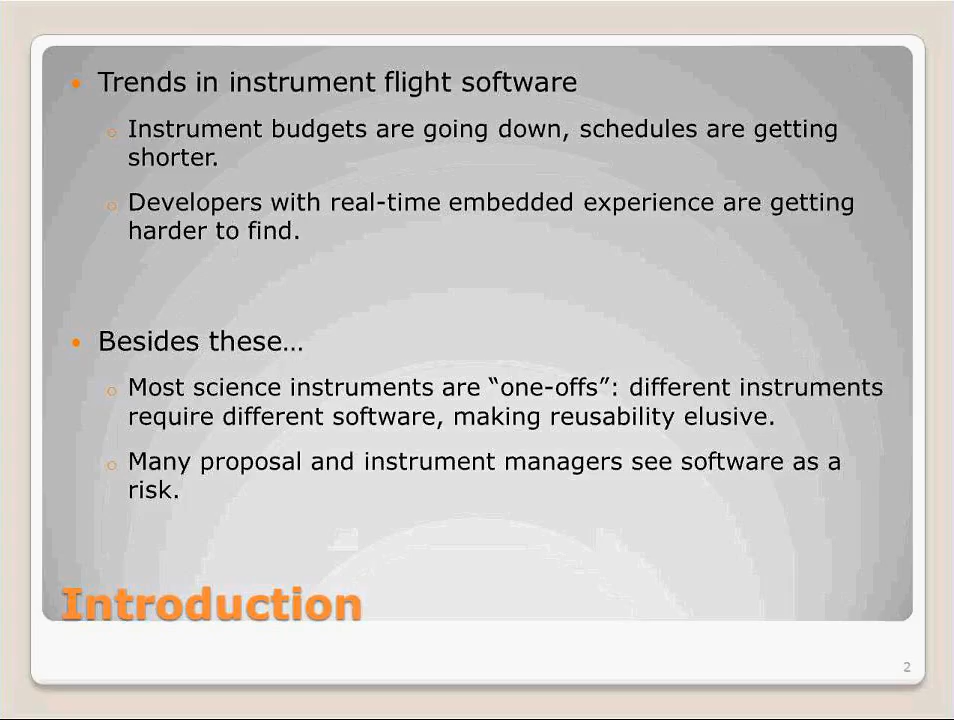 • Trends in instrument flight software
o Instrument budgets are going down, schedules are getting
shorter.
o Developers with real-time embedded experience are getting
harder to find.
• Besides these…
o Most science instruments are “one-offs”: different instruments
require different software, making reusability elusive.
o Many proposal and instrument managers see software as a
risk.
Introduction
2